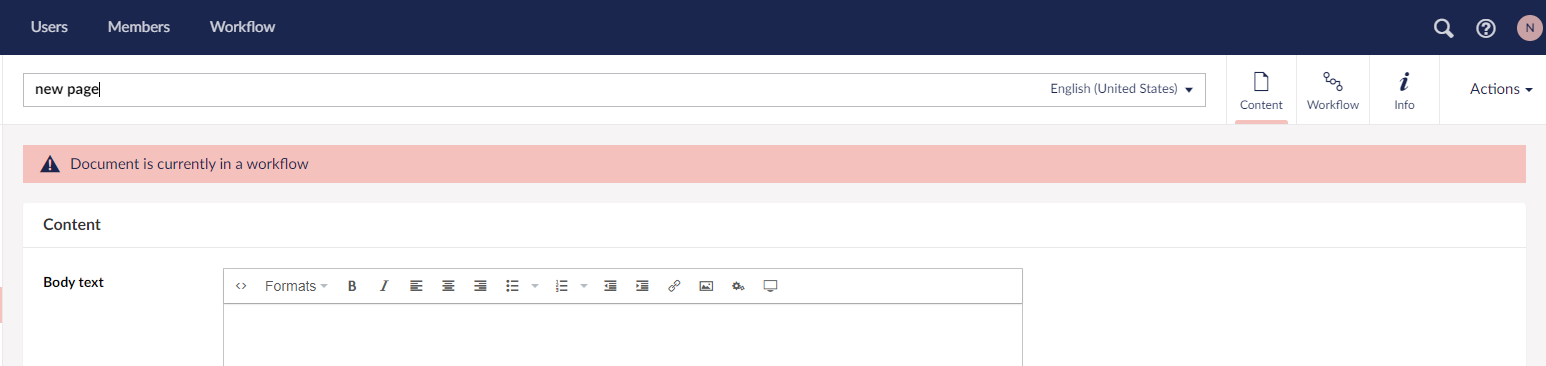 Users Members Workflow N
new page English (United States)
Content Workflow Info Actions
Document is currently in a workflow
Content
Body text
Formats B I